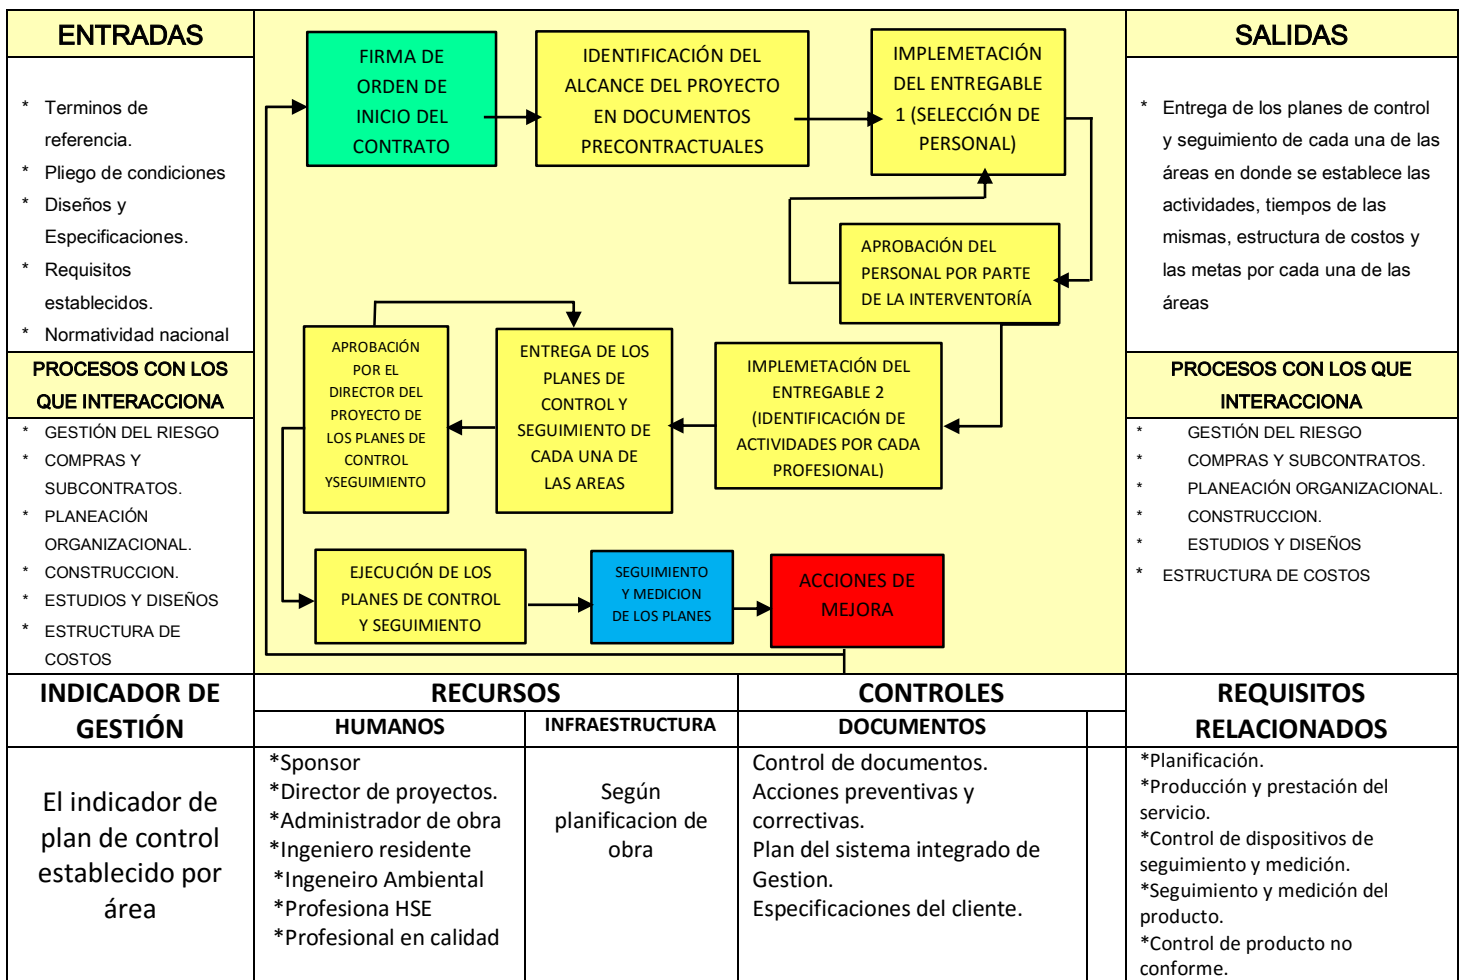 ENTRADAS
* Terminos de
referencia.
* Pliego de condiciones
* Diseños y
Especificaciones.
* Requisitos
establecidos.
* Normatividad nacional
PROCESOS CON LOS
QUE INTERACCIONA
* GESTIÓN DEL RIESGO
* COMPRAS Y
SUBCONTRATOS.
* PLANEACIÓN
ORGANIZACIONAL.
* CONSTRUCCION.
* ESTUDIOS Y DISEÑOS
* ESTRUCTURA DE
COSTOS
FIRMA DE
ORDEN DE
INICIO DEL
CONTRATO
IDENTIFICACIÓN DEL
ALCANCE DEL PROYECTO
EN DOCUMENTOS
PRECONTRACTUALES
IMPLEMETACIÓN
DEL ENTREGABLE
1 (SELECCIÓN DE
PERSONAL)
APROBACIÓN DEL
PERSONAL POR PARTE
DE LA INTERVENTORÍA
APROBACIÓN
POR EL
DIRECTOR DEL
PROYECTO DE
LOS PLANES DE
CONTROL
YSEGUIMIENTO
ENTREGA DE LOS
PLANES DE
CONTROL Y
SEGUIMIENTO DE
CADA UNA DE
LAS AREAS
IMPLEMETACIÓN DEL
ENTREGABLE 2
(IDENTIFICACIÓN DE
ACTIVIDADES POR CADA
PROFESIONAL)
EJECUCIÓN DE LOS
PLANES DE CONTROL
Y SEGUIMIENTO
SEGUIMIENTO
Y MEDICION
DE LOS PLANES
ACCIONES DE
MEJORA
SALIDAS
* Entrega de los planes de control
y seguimiento de cada una de las
áreas en donde se establece las
actividades, tiempos de las
mismas, estructura de costos y
las metas por cada una de las
áreas
PROCESOS CON LOS QUE
INTERACCIONA
* GESTIÓN DEL RIESGO
* COMPRAS Y SUBCONTRATOS.
* PLANEACIÓN ORGANIZACIONAL.
* CONSTRUCCION.
* ESTUDIOS Y DISEÑOS
* ESTRUCTURA DE COSTOS
INDICADOR DE
GESTIÓN
El indicador de
plan de control
establecido por
área
RECURSOS
HUMANOS
*Sponsor
*Director de proyectos.
*Administrador de obra
*Ingeniero residente
*Ingeneiro Ambiental
*Profesiona HSE
*Profesional en calidad
INFRAESTRUCTURA
Según
planificacion de
obra
CONTROLES
DOCUMENTOS
Control de documentos.
Acciones preventivas y
correctivas.
Plan del sistema integrado de
Gestion.
Especificaciones del cliente.
REQUISITOS
RELACIONADOS
*Planificación.
*Producción y prestación del
servicio.
*Control de dispositivos de
seguimiento y medición.
*Seguimiento y medición del
producto.
*Control de producto no
conforme.